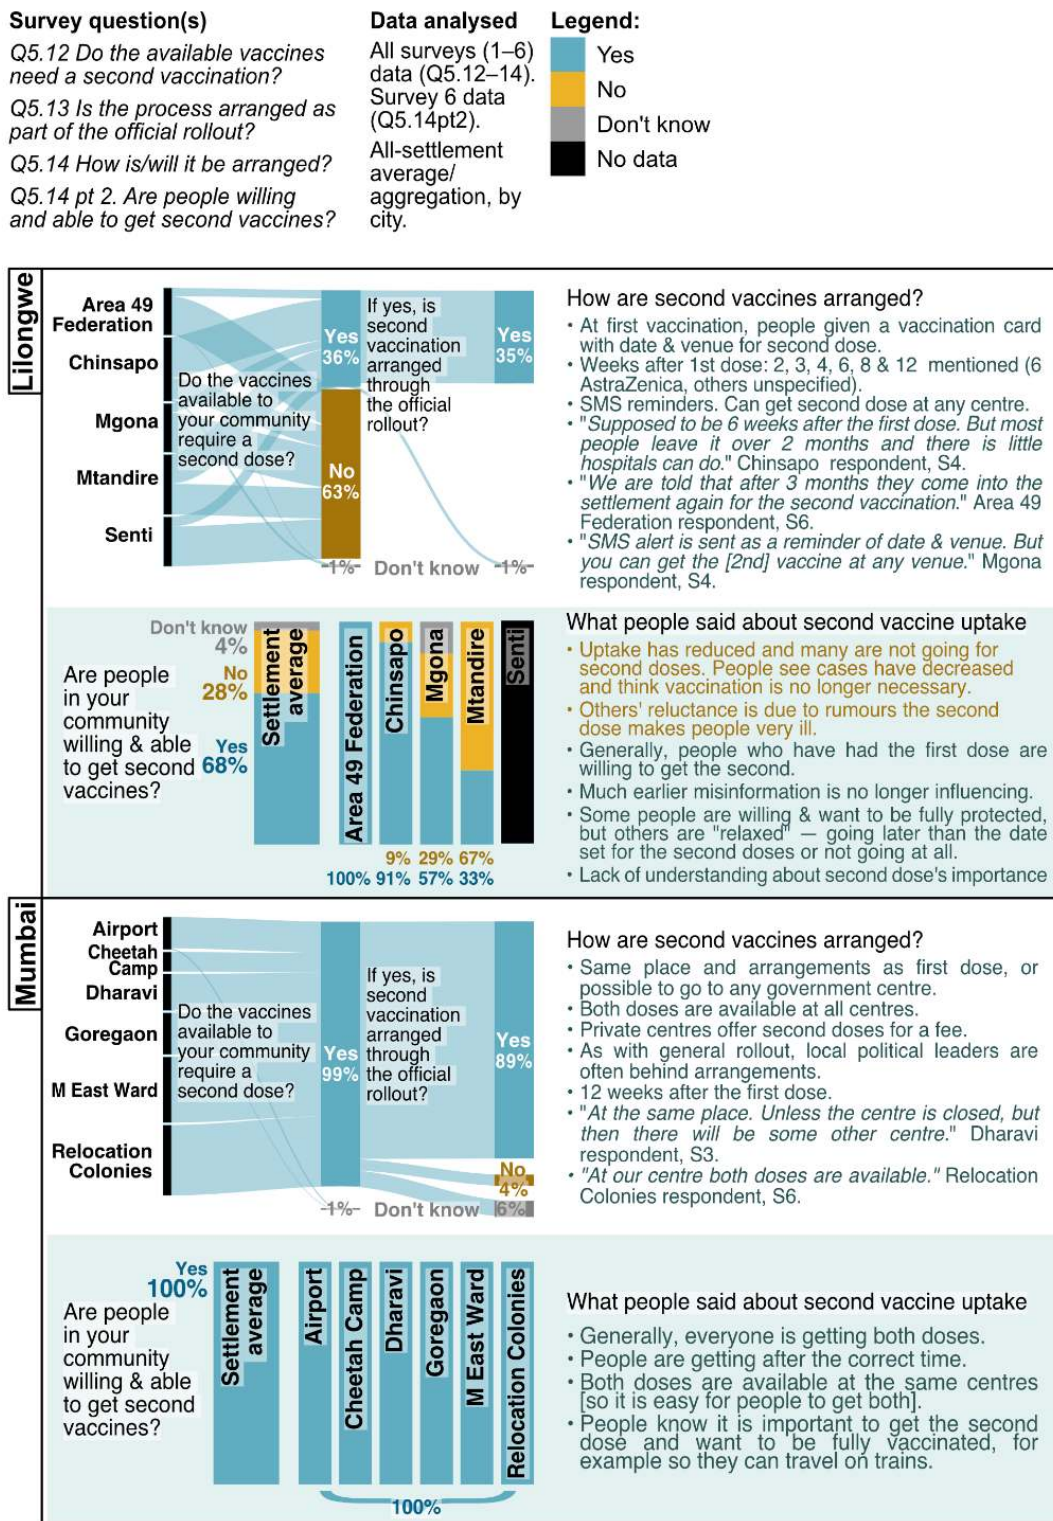 Survey question(s)
Q5.12 Do the available vaccines
need a second vaccination?
Q5.13 Is the process arranged as
part of the official rollout?
Q5.14 How is/will it be arranged?
Q5.14 pt 2. Are people willing
and able to get second vaccines?
Data analysed
All surveys (1–6)
data (Q5.12–14).
Survey 6 data
(Q5.14pt2).
All-settlement
average/
aggregation, by
city.
Legend:
Yes
No
Don't know
No data
Lilongwe
Area 49
Federation
Chinsapo
Mgona
Mtandire
Senti
Do the vaccines
available to
your community
require a
second dose?
Yes
36%
No
63%
1%
Don't know
If yes, is
second
vaccination
arranged
through
the official
rollout?
Yes
35%
1%
How are second vaccines arranged?
• At first vaccination, people given a vaccination card
with date & venue for second dose.
• Weeks after 1st dose: 2, 3, 4, 6, 8 & 12 mentioned (6
AstraZenica, others unspecified).
• SMS reminders. Can get second dose at any centre.
• "Supposed to be 6 weeks after the first dose. But most
people leave it over 2 months and there is little
hospitals can do." Chinsapo respondent, S4.
• "We are told that after 3 months they come into the
settlement again for the second vaccination." Area 49
Federation respondent, S6.
• "SMS alert is sent as a reminder of date & venue. But
you can get the [2nd] vaccine at any venue." Mgona
respondent, S4.
Are people
in your
community
willing & able
to get second
vaccines?
Don't know
4%
No
28%
Yes
68%
Settlement
average
Area 49 Federation
Chinsapo
Mgona
Mtandire
Senti
9% 29% 67%
100% 91% 57% 33%
What people said about second vaccine uptake
• Uptake has reduced and many are not going for
second doses. People see cases have decreased
and think vaccination is no longer necessary.
• Others' reluctance is due to rumours the second
dose makes people very ill.
• Generally, people who have had the first dose are
willing to get the second.
• Much earlier misinformation is no longer influencing.
• Some people are willing & want to be fully protected,
but others are "relaxed" — going later than the date
set for the second doses or not going at all.
• Lack of understanding about second dose's importance
Mumbai
Airport
Cheetah
Camp
Dharavi
Goregaon
M East Ward
Relocation
Colonies
Do the vaccines
available to
your community
require a
second dose?
Yes
99%
1%
Don't know
If yes, is
second
vaccination
arranged
through
the official
rollout?
Yes
89%
No
4%
6%
How are second vaccines arranged?
• Same place and arrangements as first dose, or
possible to go to any government centre.
• Both doses are available at all centres.
• Private centres offer second doses for a fee.
• As with general rollout, local political leaders are
often behind arrangements.
• 12 weeks after the first dose.
• "At the same place. Unless the centre is closed, but
then there will be some other centre." Dharavi
respondent, S3.
• "At our centre both doses are available." Relocation
Colonies respondent, S6.
Are people
in your
community
willing & able
to get second
vaccines?
Yes
100%
Settlement
average
Airport
Cheetah Camp
Dharavi
Goregaon
M East Ward
Relocation Colonies
100%
What people said about second vaccine uptake
• Generally, everyone is getting both doses.
• People are getting after the correct time.
• Both doses are available at the same centres
[so it is easy for people to get both].
• People know it is important to get the second
dose and want to be fully vaccinated, for
example so they can travel on trains.